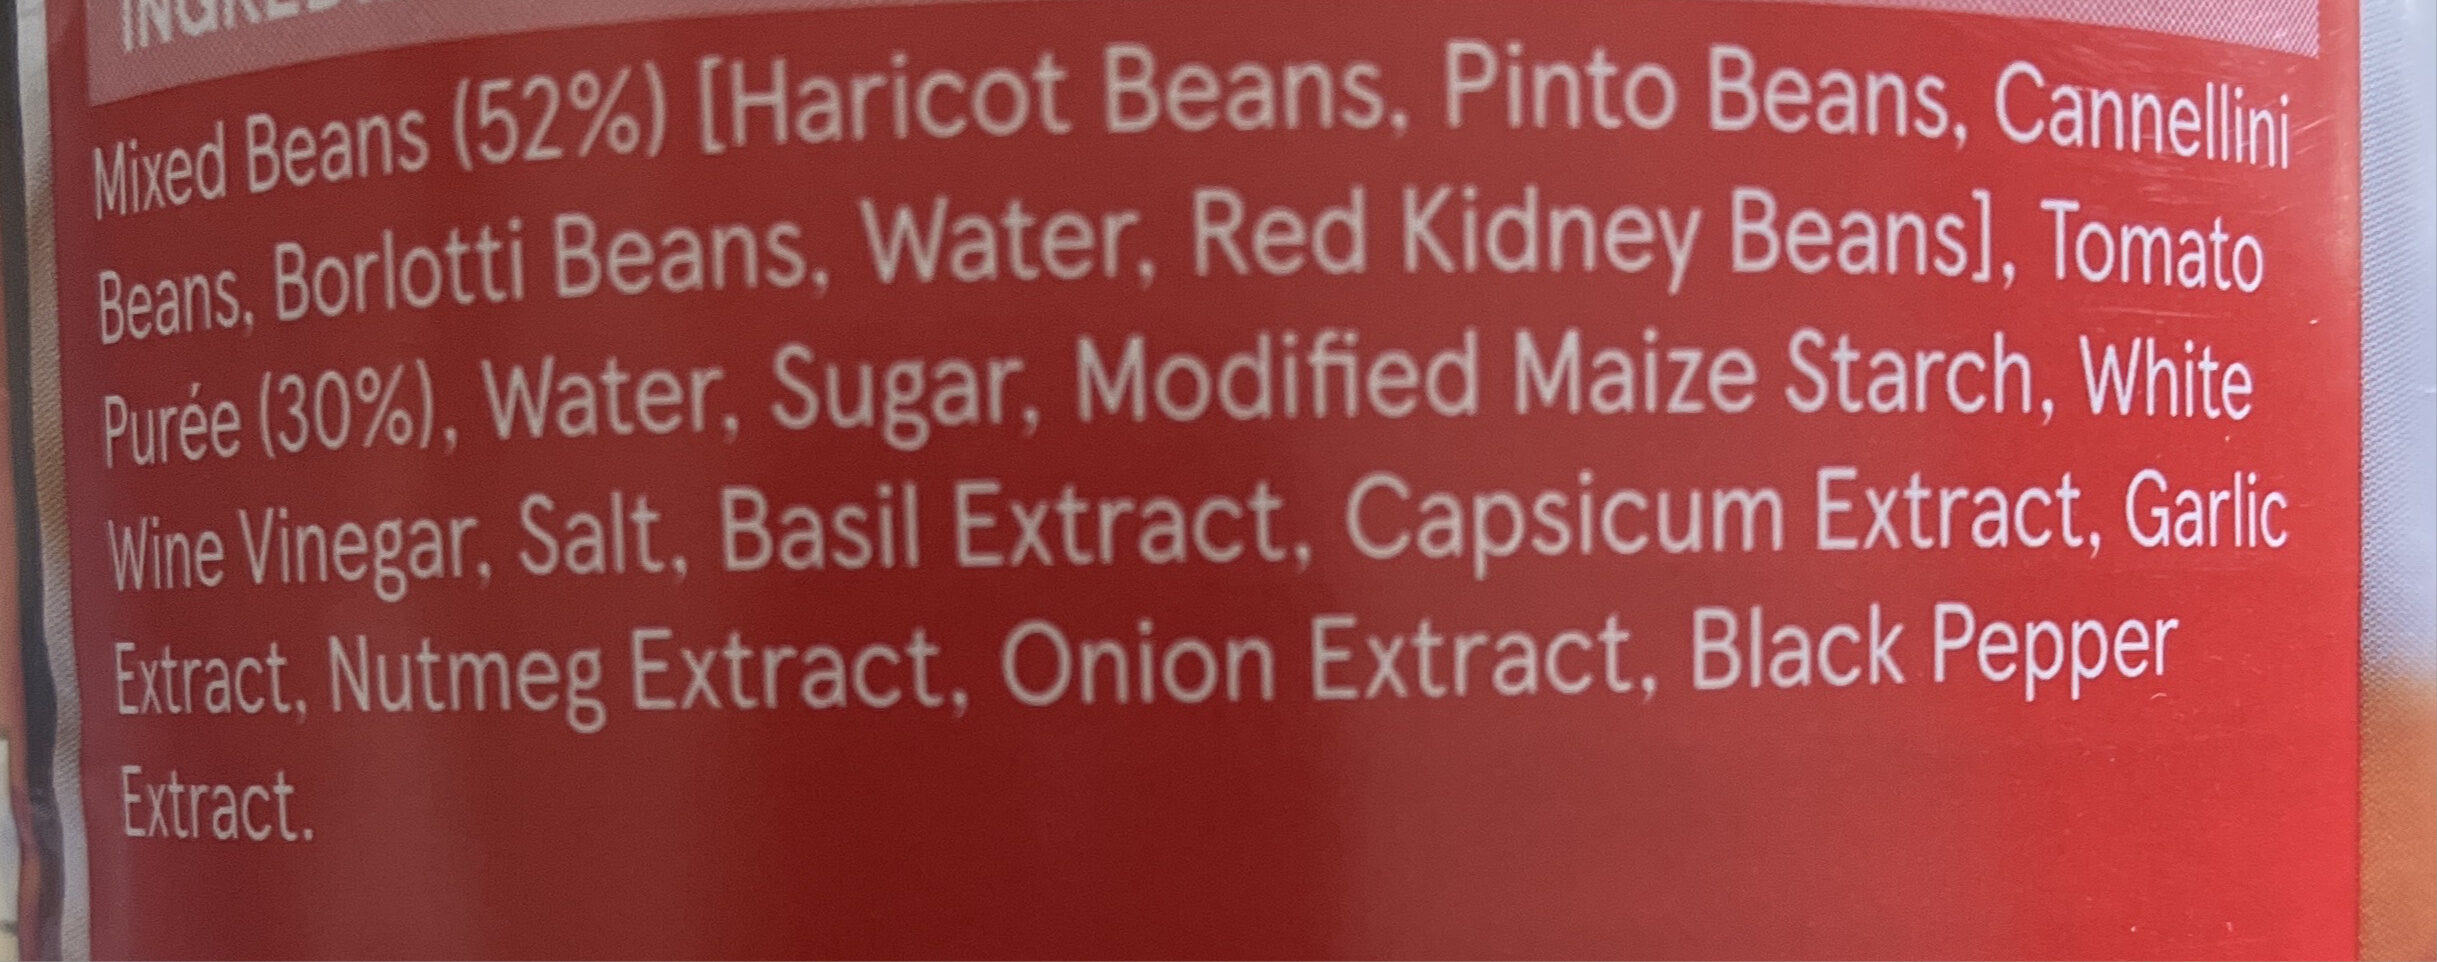 Mixed Beans (52%) [Haricot Beans, Pinto Beans, Cannellini
Beans, Borlotti Beans, Water, Red Kidney Beans], Tomato
Purée (30%), Water, Sugar, Modified Maize Starch, White
Wine Vinegar, Salt, Basil Extract, Capsicum Extract, Garlic
Extract, Nutmeg Extract, Onion Extract, Black Pepper
Extract.